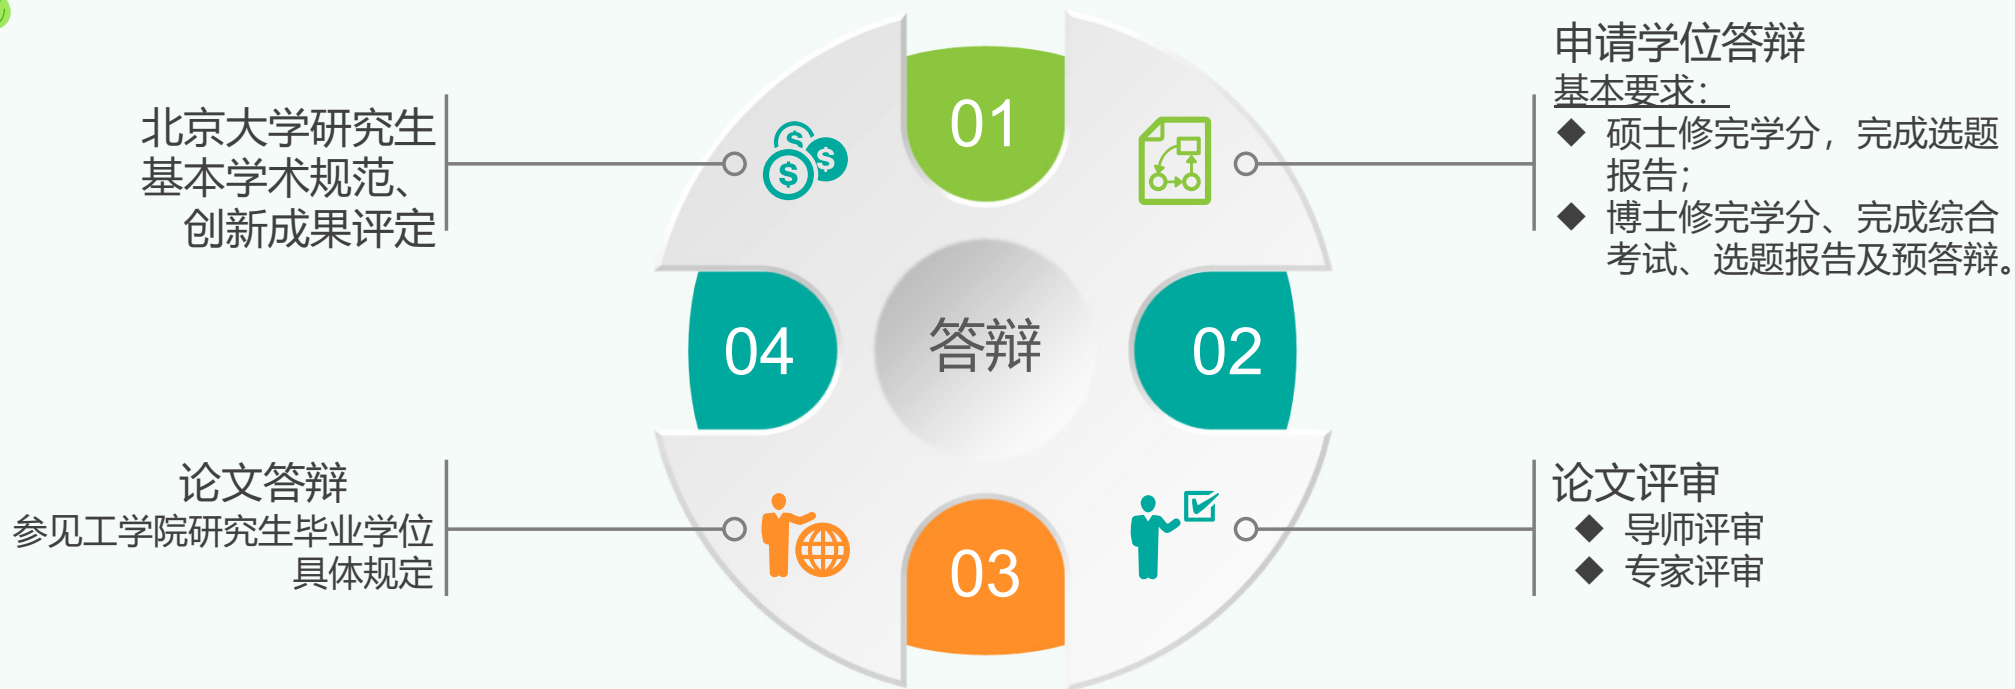 01
申请学位答辩
基本要求：
◆ 硕士修完学分，完成选题
报告；
◆ 博士修完学分、完成综合
考试、选题报告及预答辩。
02
论文评审
◆ 导师评审
◆ 专家评审
03
论文答辩
参见工学院研究生毕业学位
具体规定
04
北京大学研究生
基本学术规范、
创新成果评定
答辩